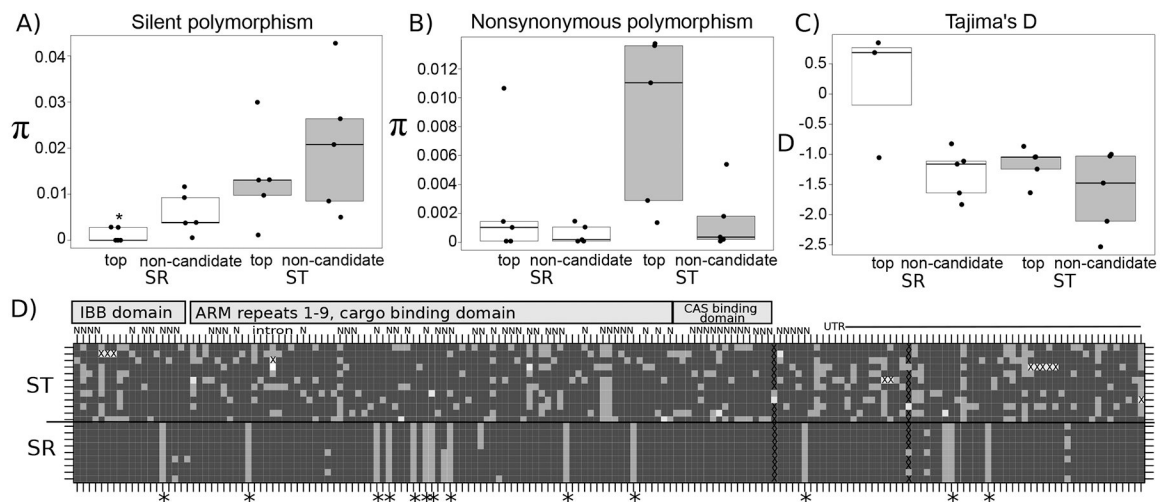 A) Silent polymorphism
0.04
0.03
0.02
0.01
0
π
*
top non-candidate top non-candidate
SR ST
B) Nonsynonymous polymorphism
0.012
0.010
0.008
0.006
0.004
0.002
0
π
top non-candidate top non-candidate
SR ST
C) Tajima's D
0.5
0
-0.5
-1.0
-1.5
-2.0
-2.5
D
top non-candidate top non-candidate
SR ST
D)
IBB domain
ARM repeats 1-9, cargo binding domain
CAS binding
domain
intron
UTR
ST
SR